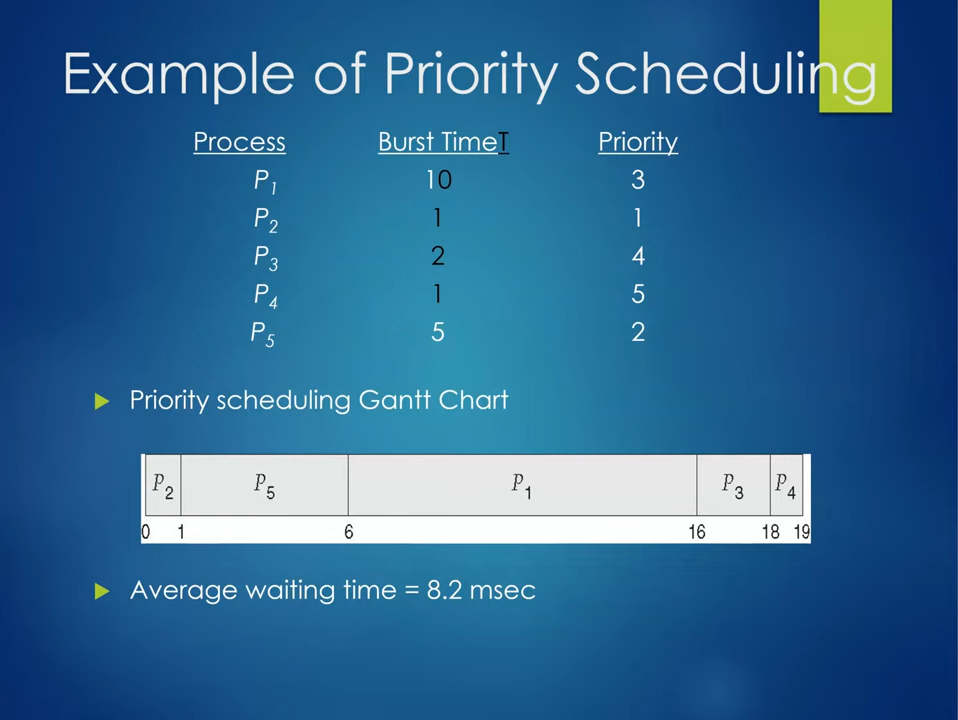 Example of Priority Scheduling
Process Burst TimeT Priority
P1 10 3
P2 1 1
P3 2 4
P4 1 5
P5 5 2
Priority scheduling Gantt Chart
P2 P5 P1 P3 P4
0 1 6 16 18 19
Average waiting time = 8.2 msec